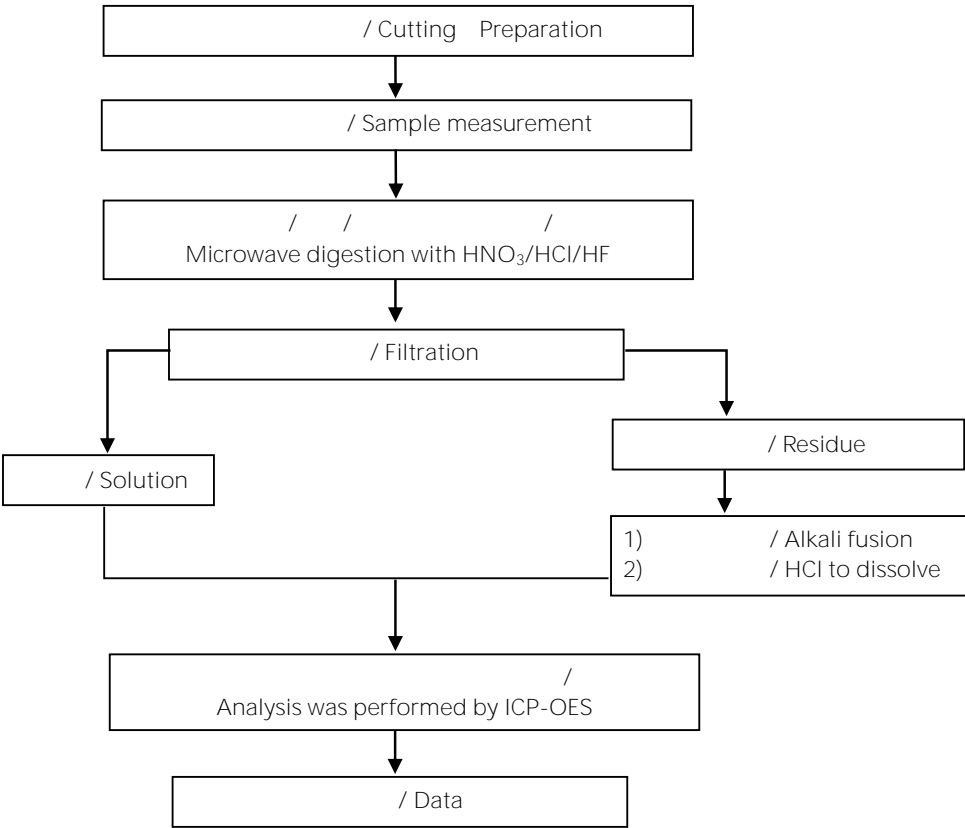 / Cutting Preparation
/ Sample measurement
/ / /
Microwave digestion with HNO₃/HCl/HF
/ Filtration
/ Residue
/ Solution
1) / Alkali fusion
2) / HCl to dissolve
/
Analysis was performed by ICP-OES
/ Data